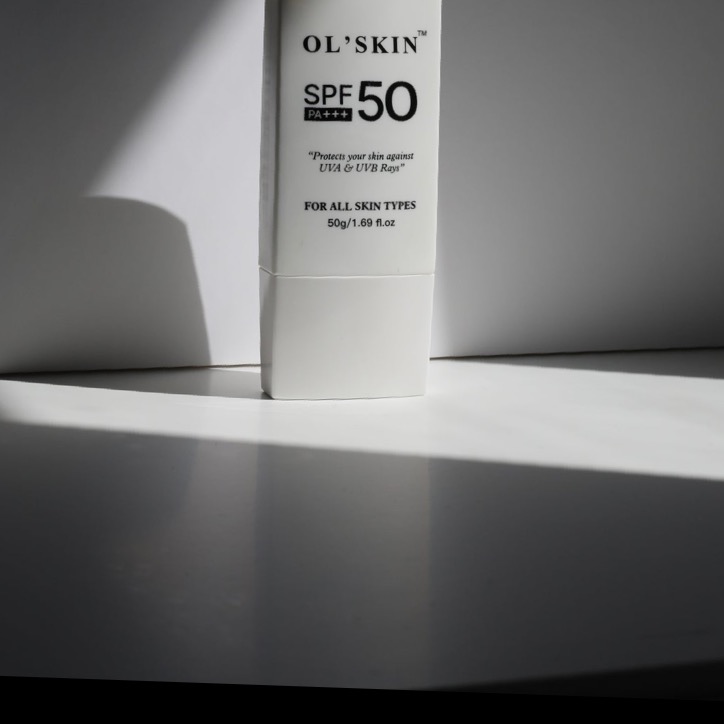 OL’SKIN™
SPF 50
PA+++
“Protects your skin against
UVA & UVB Rays”
FOR ALL SKIN TYPES
50g/1.69 fl.oz